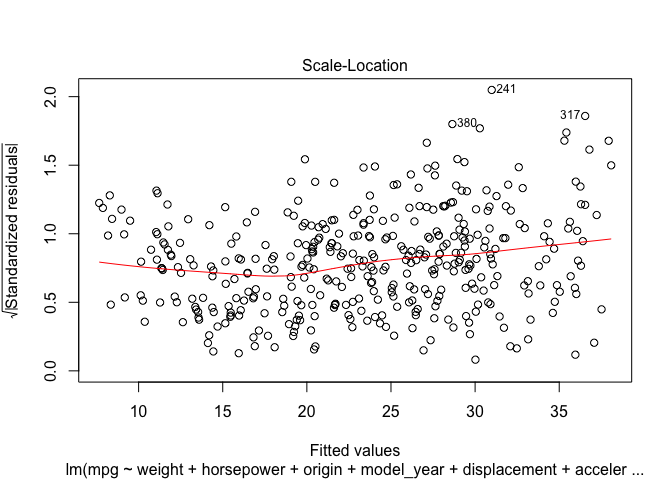 Scale-Location
√|Standardized residuals|
2.0
1.5
1.0
0.5
0.0
241
380
317
10 15 20 25 30 35
Fitted values
lm(mpg ~ weight + horsepower + origin + model_year + displacement + acceler ...